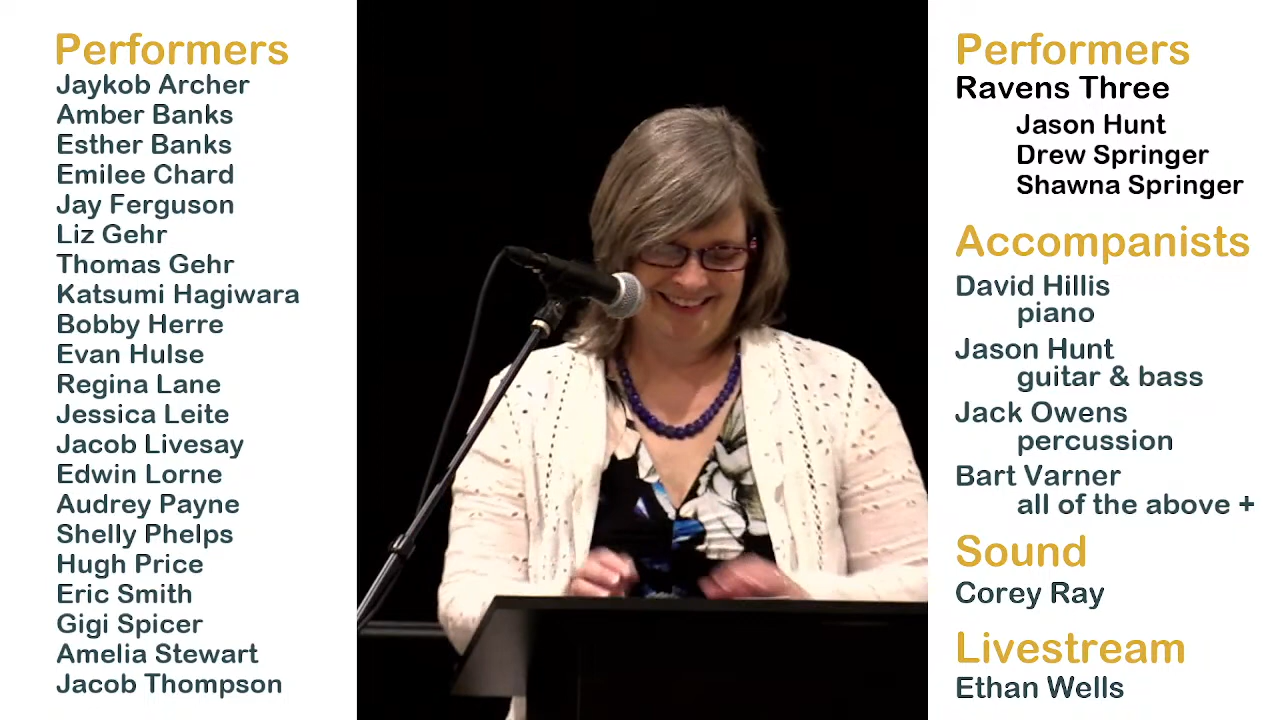 Performers
Jaykob Archer
Amber Banks
Esther Banks
Emilee Chard
Jay Ferguson
Liz Gehr
Thomas Gehr
Katsumi Hagiwara
Bobby Herre
Evan Hulse
Regina Lane
Jessica Leite
Jacob Livesay
Edwin Lorne
Audrey Payne
Shelly Phelps
Hugh Price
Eric Smith
Gigi Spicer
Amelia Stewart
Jacob Thompson
Performers
Ravens Three
Jason Hunt
Drew Springer
Shawna Springer
Accompanists
David Hillis
piano
Jason Hunt
guitar & bass
Jack Owens
percussion
Bart Varner
all of the above +
Sound
Corey Ray
Livestream
Ethan Wells